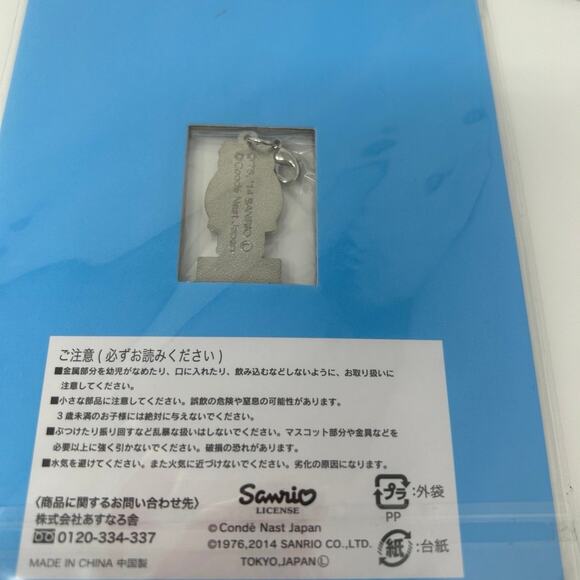 ©'76,'14 SANRIO Ⓛ
©Condé Nast Japan
ご注意(必ずお読みください)
■金属部分を幼児がなめたり、口に入れたり、飲み込むなどしないように、お取り扱いに
注意してください。
■小さな部品に注意してください。誤飲の危険や窒息の可能性があります。
3歳未満のお子様には絶対に与えないでください。
■ぶつけたり振り回すなど乱暴な扱いはしないでください。マスコット部分や金具などを
必要以上に強く引かないでください。破損の恐れがあります。
■水気を避けてください。また火気に近づけないでください。劣化の原因になります。
〈商品に関するお問い合わせ先〉
株式会社あすなろ舎
0120-334-337
MADE IN CHINA 中国製
Sanrio
LICENSE
©Condé Nast Japan
©1976,2014 SANRIO CO.,LTD.
TOKYO,JAPAN Ⓛ
プラ :外袋
PP
紙 :台紙